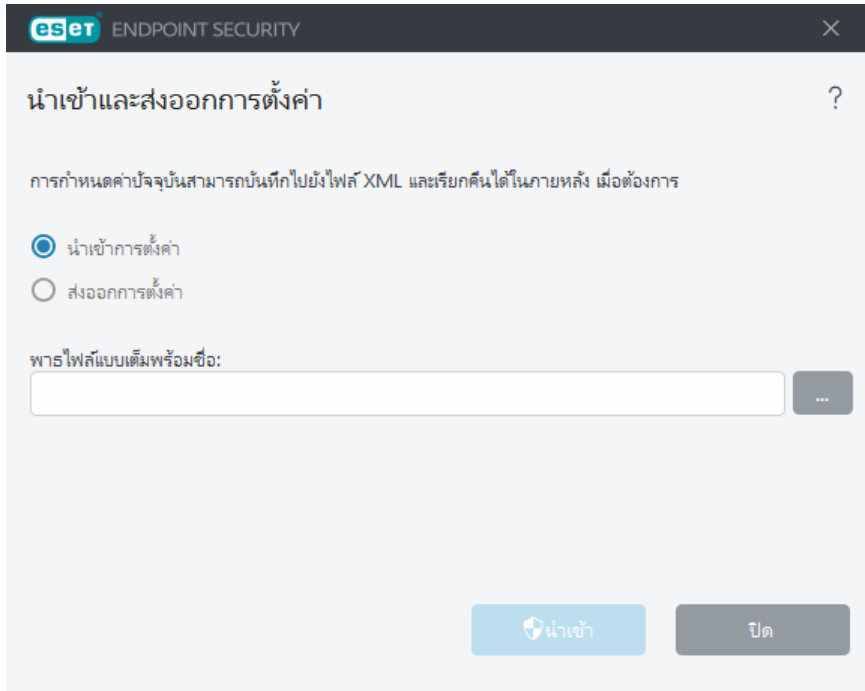 eset ENDPOINT SECURITY
นำเข้าและส่งออกการตั้งค่า
?
การกำหนดค่าปัจจุบันสามารถบันทึกไปยังไฟล์ XML และเรียกคืนได้ในภายหลัง เมื่อต้องการ
นำเข้าการตั้งค่า
ส่งออกการตั้งค่า
พาธไฟล์แบบเต็มพร้อมชื่อ:
...
นำเข้า
ปิด